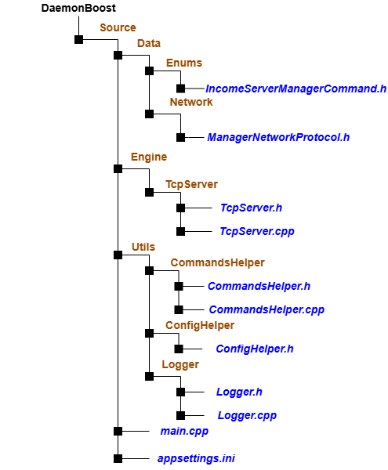 DaemonBoost
Source
Data
Enums
IncomeServerManagerCommand.h
Network
ManagerNetworkProtocol.h
Engine
TcpServer
TcpServer.h
TcpServer.cpp
Utils
CommandsHelper
CommandsHelper.h
CommandsHelper.cpp
ConfigHelper
ConfigHelper.h
Logger
Logger.h
Logger.cpp
main.cpp
appsettings.ini